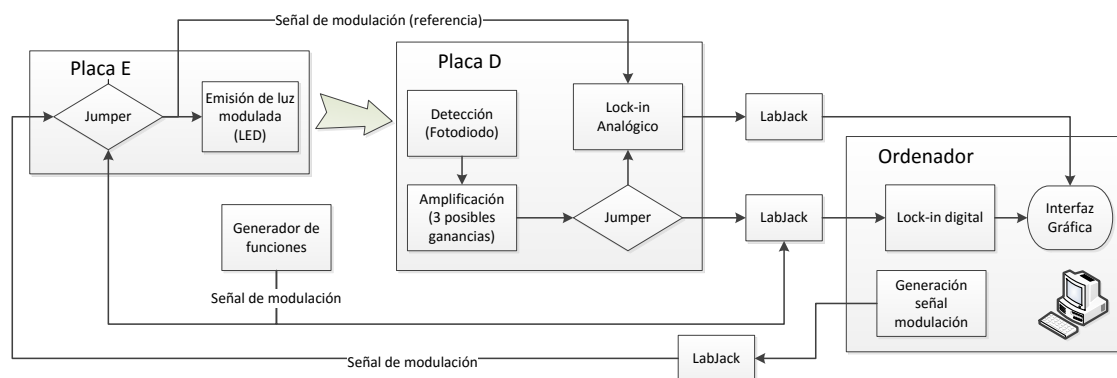 Señal de modulación (referencia)
Placa E
Jumper
Emisión de luz
modulada
(LED)
Placa D
Detección
(Fotodiodo)
Lock-in
Analógico
Amplificación
(3 posibles
ganancias)
Jumper
LabJack
LabJack
Ordenador
Lock-in digital
Interfaz
Gráfica
Generación
señal
modulación
Generador de
funciones
Señal de modulación
Señal de modulación
LabJack